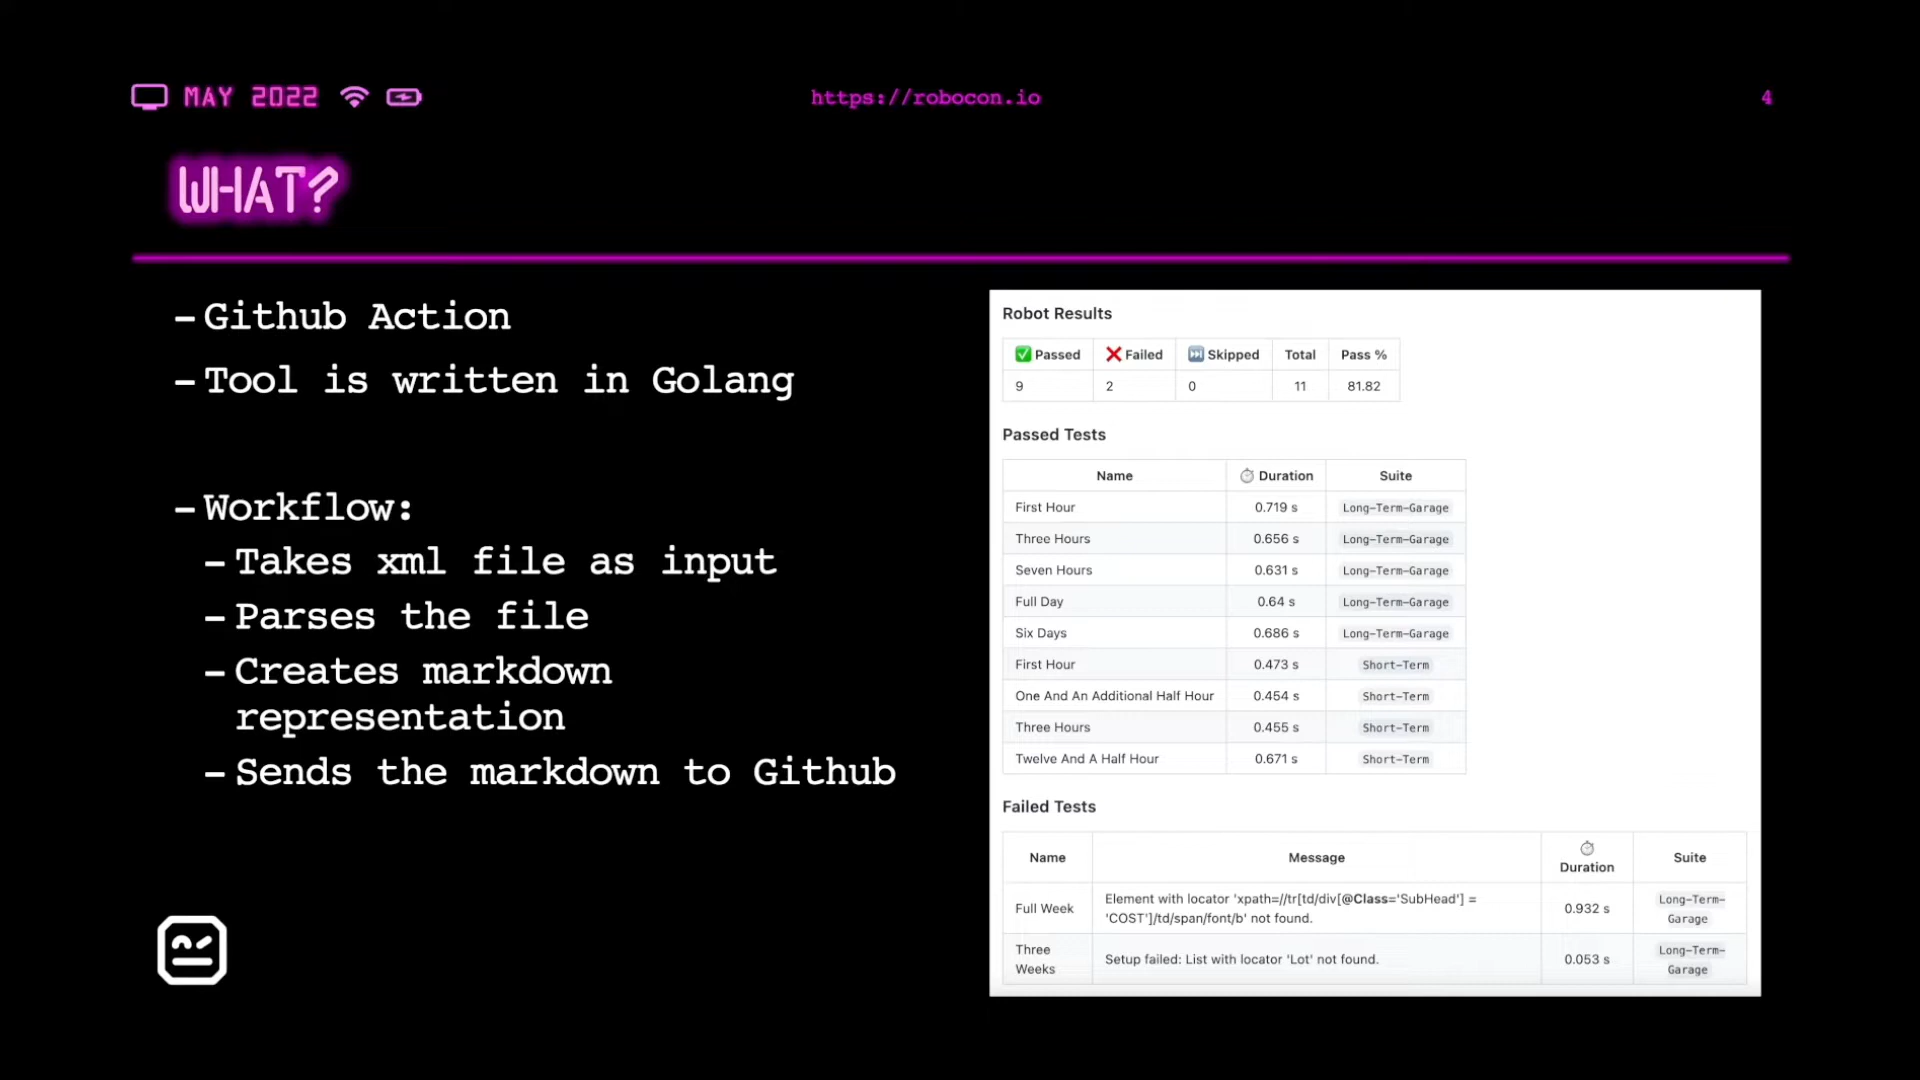 MAY 2022
https://robocon.io
4
WHAT?
– Github Action
– Tool is written in Golang
– Workflow:
– Takes xml file as input
– Parses the file
– Creates markdown
representation
– Sends the markdown to Github
Robot Results
✅ Passed ❌ Failed ⏭️ Skipped Total Pass %
9 2 0 11 81.82
Passed Tests
Name ⏱ Duration Suite
First Hour 0.719 s Long-Term-Garage
Three Hours 0.656 s Long-Term-Garage
Seven Hours 0.631 s Long-Term-Garage
Full Day 0.64 s Long-Term-Garage
Six Days 0.686 s Long-Term-Garage
First Hour 0.473 s Short-Term
One And An Additional Half Hour 0.454 s Short-Term
Three Hours 0.455 s Short-Term
Twelve And A Half Hour 0.671 s Short-Term
Failed Tests
Name Message ⏱ Duration Suite
Full Week Element with locator 'xpath=//tr[td/div[@Class='SubHead'] =
'COST']/td/span/font/b' not found. 0.932 s Long-Term-
Garage
Three
Weeks Setup failed: List with locator 'Lot' not found. 0.053 s Long-Term-
Garage